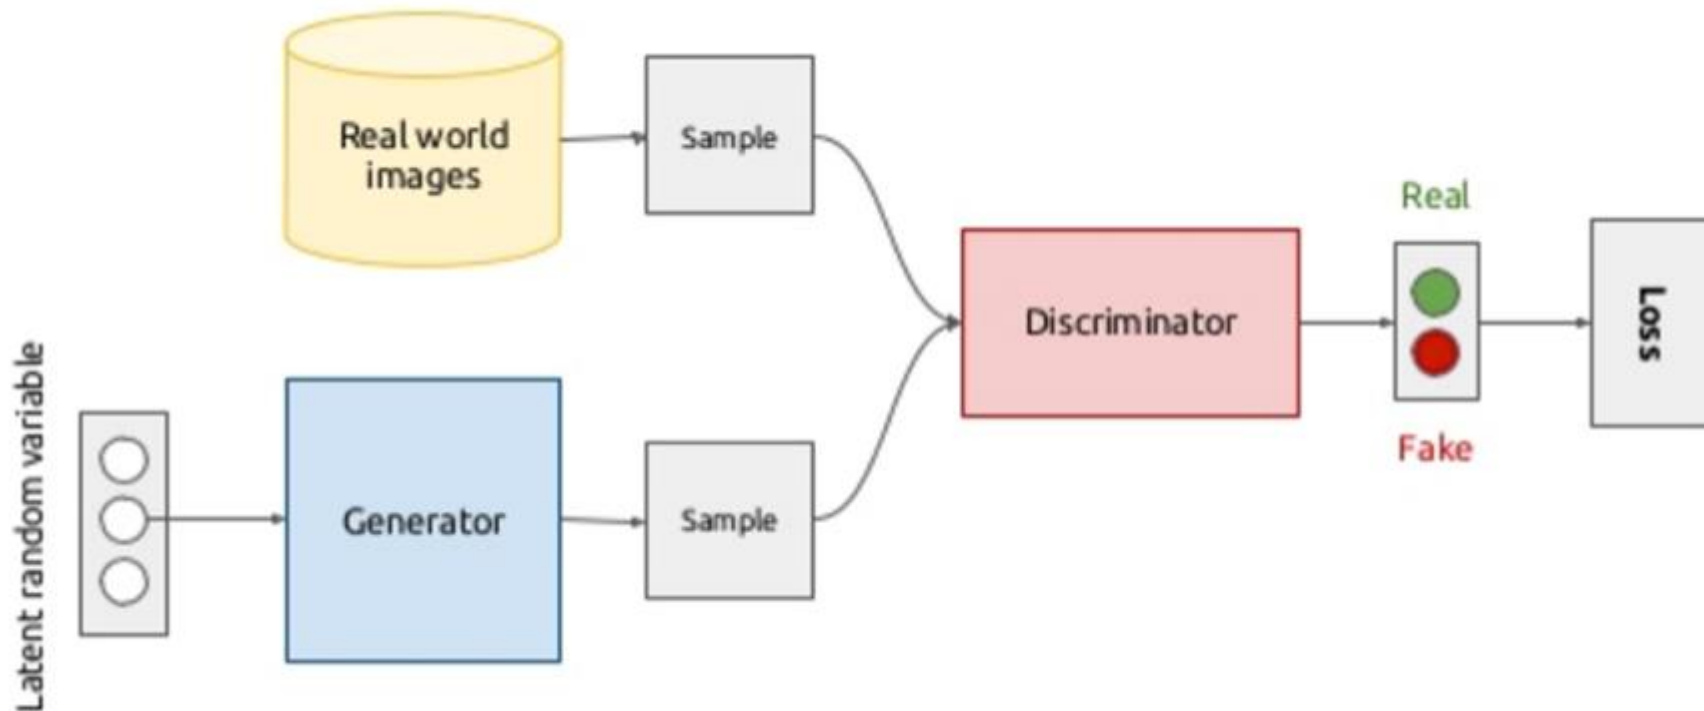 Real world
images
Sample
Real
Discriminator
Loss
Fake
Latent random variable
Generator
Sample